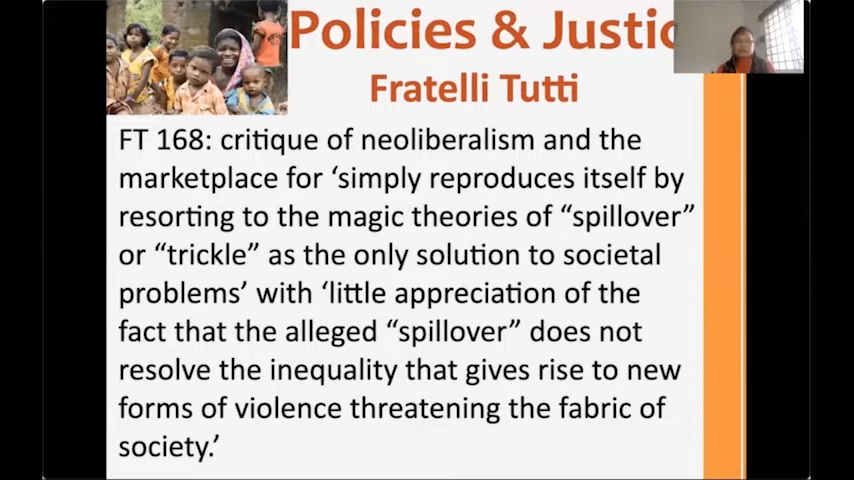 Policies & Justic
Fratelli Tutti
FT 168: critique of neoliberalism and the
marketplace for ‘simply reproduces itself by
resorting to the magic theories of “spillover”
or “trickle” as the only solution to societal
problems’ with ‘little appreciation of the
fact that the alleged “spillover” does not
resolve the inequality that gives rise to new
forms of violence threatening the fabric of
society.’